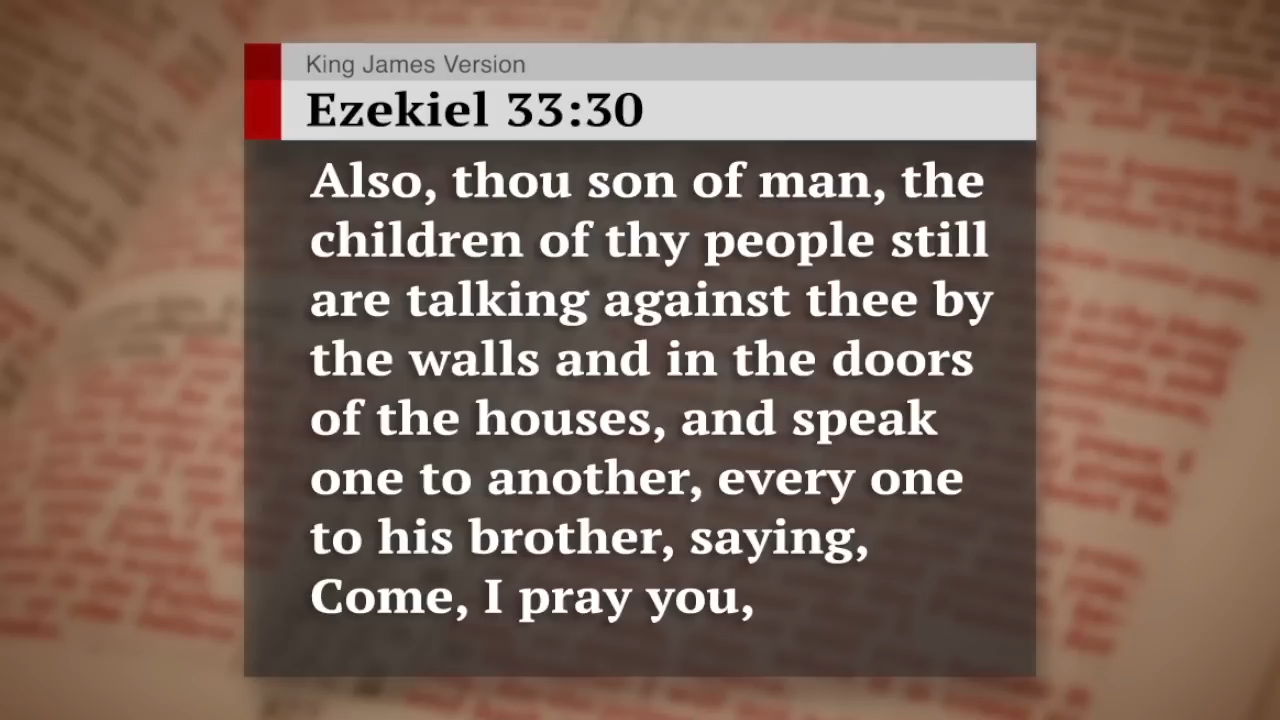 King James Version
Ezekiel 33:30
Also, thou son of man, the
children of thy people still
are talking against thee by
the walls and in the doors
of the houses, and speak
one to another, every one
to his brother, saying,
Come, I pray you,